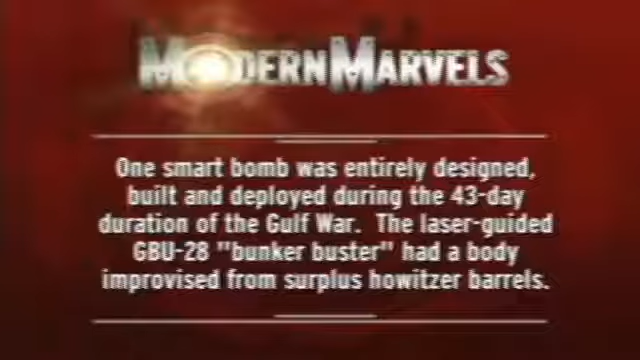 MODERN MARVELS
One smart bomb was entirely designed,
built and deployed during the 43-day
duration of the Gulf War. The laser-guided
GBU-28 "bunker buster" had a body
improvised from surplus howitzer barrels.